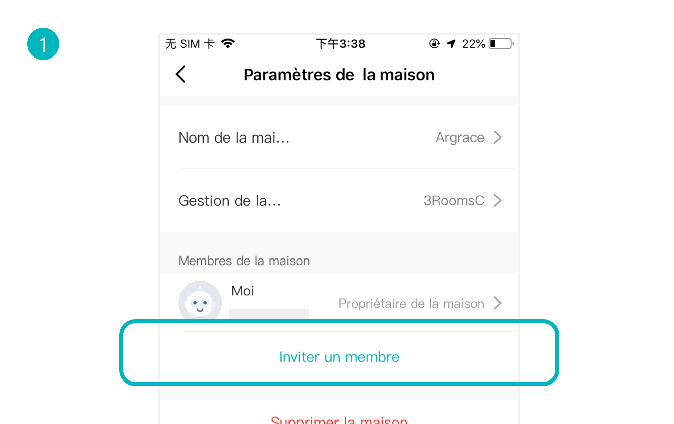 1
无 SIM 卡 下午3:38 22%
Paramètres de la maison
Nom de la mai... Argrace
Gestion de la... 3RoomsC
Membres de la maison
Moi
Propriétaire de la maison
Inviter un membre
Supprimer la maison